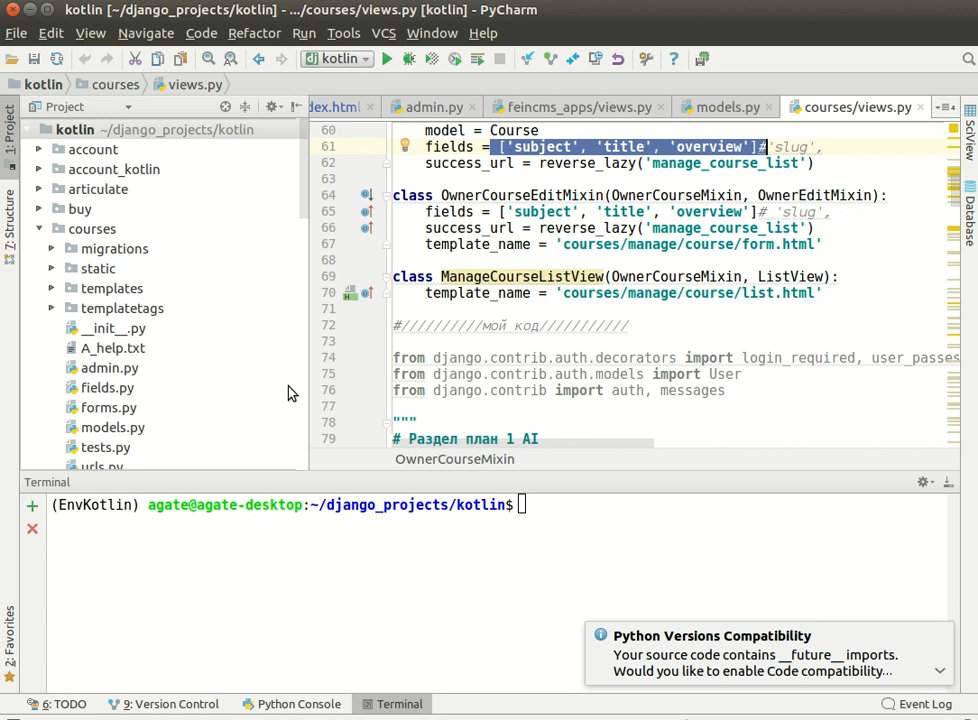 kotlin [~/django_projects/kotlin] - .../courses/views.py [kotlin] - PyCharm
File Edit View Navigate Code Refactor Run Tools VCS Window Help
kotlin
kotlin courses views.py
Project
dex.html admin.py feincms_apps/views.py models.py courses/views.py 4
1: Project
7: Structure
2: Favorites
SciView
Database
kotlin ~/django_projects/kotlin
account
account_kotlin
articulate
buy
courses
migrations
static
templates
templatetags
__init__.py
A_help.txt
admin.py
fields.py
forms.py
models.py
tests.py
urls.py
60 model = Course
61 fields = ['subject', 'title', 'overview']#'slug',
62 success_url = reverse_lazy('manage_course_list')
63
64 class OwnerCourseEditMixin(OwnerCourseMixin, OwnerEditMixin):
65 fields = ['subject', 'title', 'overview']# 'slug',
66 success_url = reverse_lazy('manage_course_list')
67 template_name = 'courses/manage/course/form.html'
68
69 class ManageCourseListView(OwnerCourseMixin, ListView):
70 template_name = 'courses/manage/course/list.html'
71
72 #//////////мой код///////////
73
74 from django.contrib.auth.decorators import login_required, user_passes
75 from django.contrib.auth.models import User
76 from django.contrib import auth, messages
77
78 """
79 # Раздел план 1 AI
OwnerCourseMixin
Terminal
(EnvKotlin) agate@agate-desktop:~/django_projects/kotlin$
Python Versions Compatibility
Your source code contains __future__ imports.
Would you like to enable Code compatibility...
6: TODO 9: Version Control Python Console Terminal Event Log